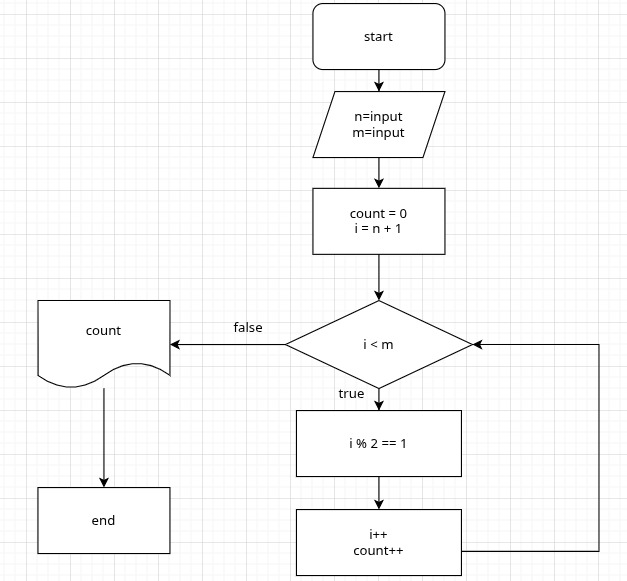 start
n=input
m=input
count = 0
i = n + 1
i < m
false
count
true
i % 2 == 1
i++
count++
end